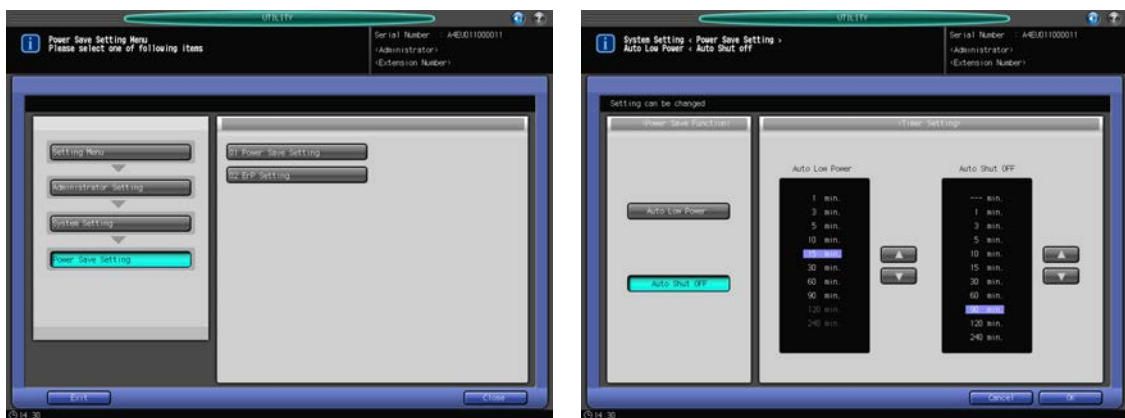 UTILITY
Power Save Setting Menu
Please select one of following items
Serial Number : A4EU011000011
<Administrator>
<Extension Number>
Setting Menu
Administrator Setting
System Setting
Power Save Setting
01 Power Save Setting
02 ErP Setting
Exit
Close
14:30
UTILITY
System Setting < Power Save Setting >
Auto Low Power < Auto Shut off
Serial Number : A4EU011000011
<Administrator>
<Extension Number>
Setting can be changed
<Power Save Function>
<Timer Setting>
Auto Low Power
Auto Shut OFF
Auto Low Power
1 min.
3 min.
5 min.
10 min.
15 min.
30 min.
60 min.
90 min.
120 min.
240 min.
Auto Shut OFF
--- min.
1 min.
3 min.
5 min.
10 min.
15 min.
30 min.
60 min.
90 min.
120 min.
240 min.
Cancel
OK
14:30